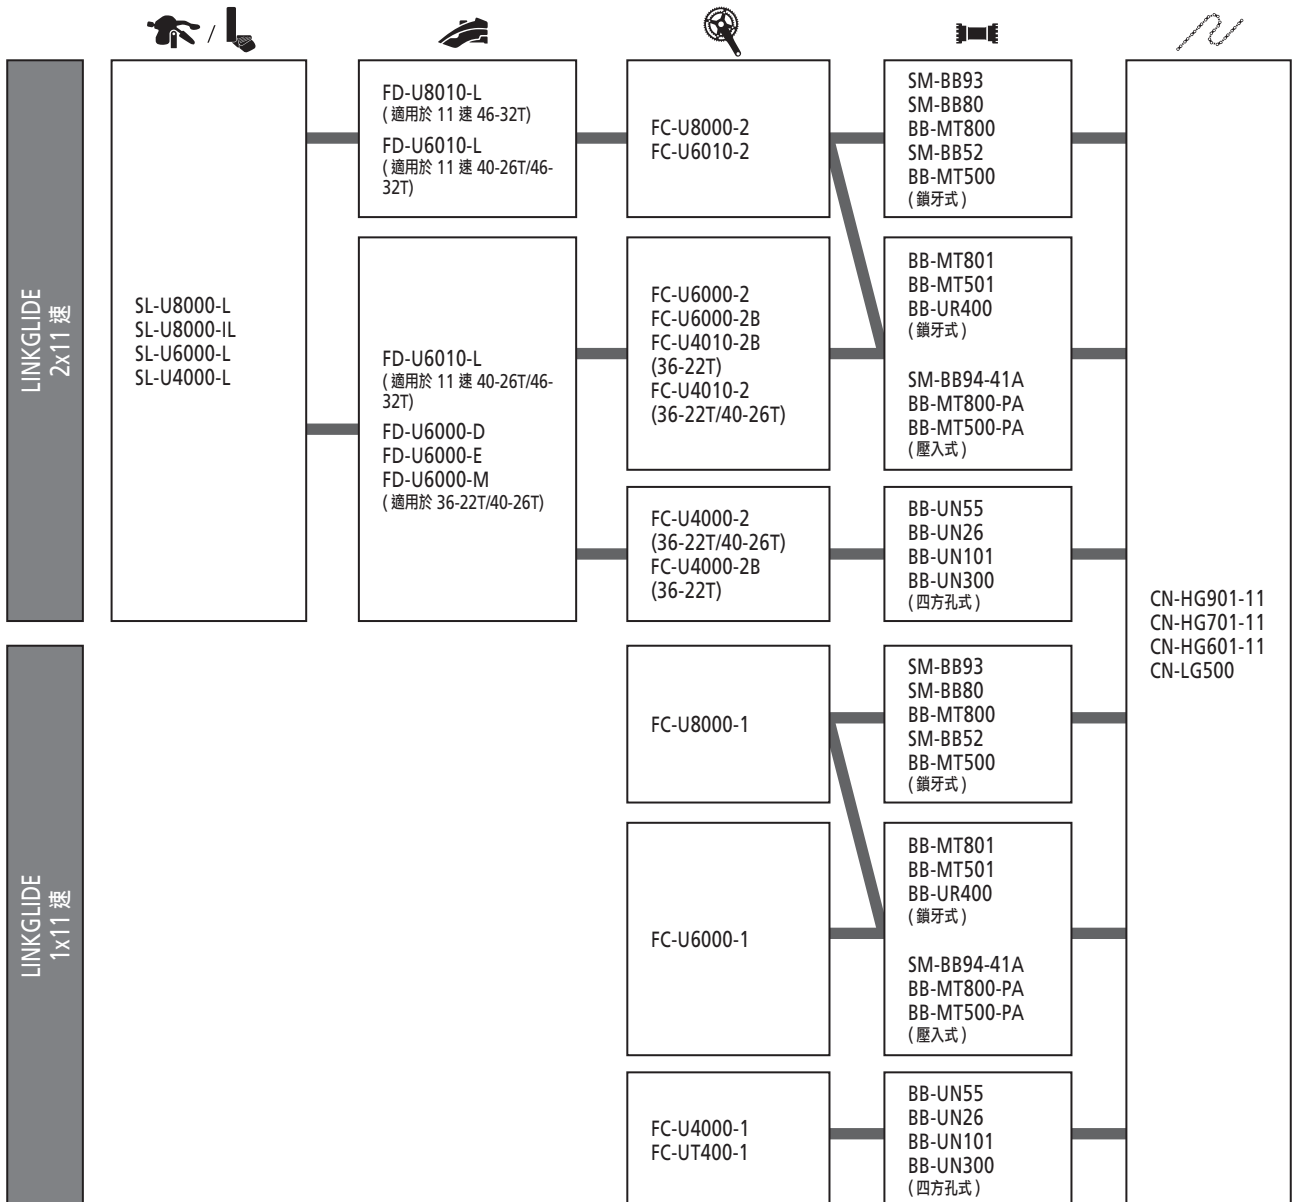 /
LINKGLIDE
2x11 速
SL-U8000-L
SL-U8000-IL
SL-U6000-L
SL-U4000-L
FD-U8010-L
( 適用於 11 速 46-32T)
FD-U6010-L
( 適用於 11 速 40-26T/46-
32T)
FD-U6010-L
( 適用於 11 速 40-26T/46-
32T)
FD-U6000-D
FD-U6000-E
FD-U6000-M
( 適用於 36-22T/40-26T)
FC-U8000-2
FC-U6010-2
FC-U6000-2
FC-U6000-2B
FC-U4010-2B
(36-22T)
FC-U4010-2
(36-22T/40-26T)
FC-U4000-2
(36-22T/40-26T)
FC-U4000-2B
(36-22T)
SM-BB93
SM-BB80
BB-MT800
SM-BB52
BB-MT500
( 鎖牙式 )
BB-MT801
BB-MT501
BB-UR400
( 鎖牙式 )
SM-BB94-41A
BB-MT800-PA
BB-MT500-PA
( 壓入式 )
BB-UN55
BB-UN26
BB-UN101
BB-UN300
( 四方孔式 )
CN-HG901-11
CN-HG701-11
CN-HG601-11
CN-LG500
LINKGLIDE
1x11 速
FC-U8000-1
FC-U6000-1
FC-U4000-1
FC-UT400-1
SM-BB93
SM-BB80
BB-MT800
SM-BB52
BB-MT500
( 鎖牙式 )
BB-MT801
BB-MT501
BB-UR400
( 鎖牙式 )
SM-BB94-41A
BB-MT800-PA
BB-MT500-PA
( 壓入式 )
BB-UN55
BB-UN26
BB-UN101
BB-UN300
( 四方孔式 )